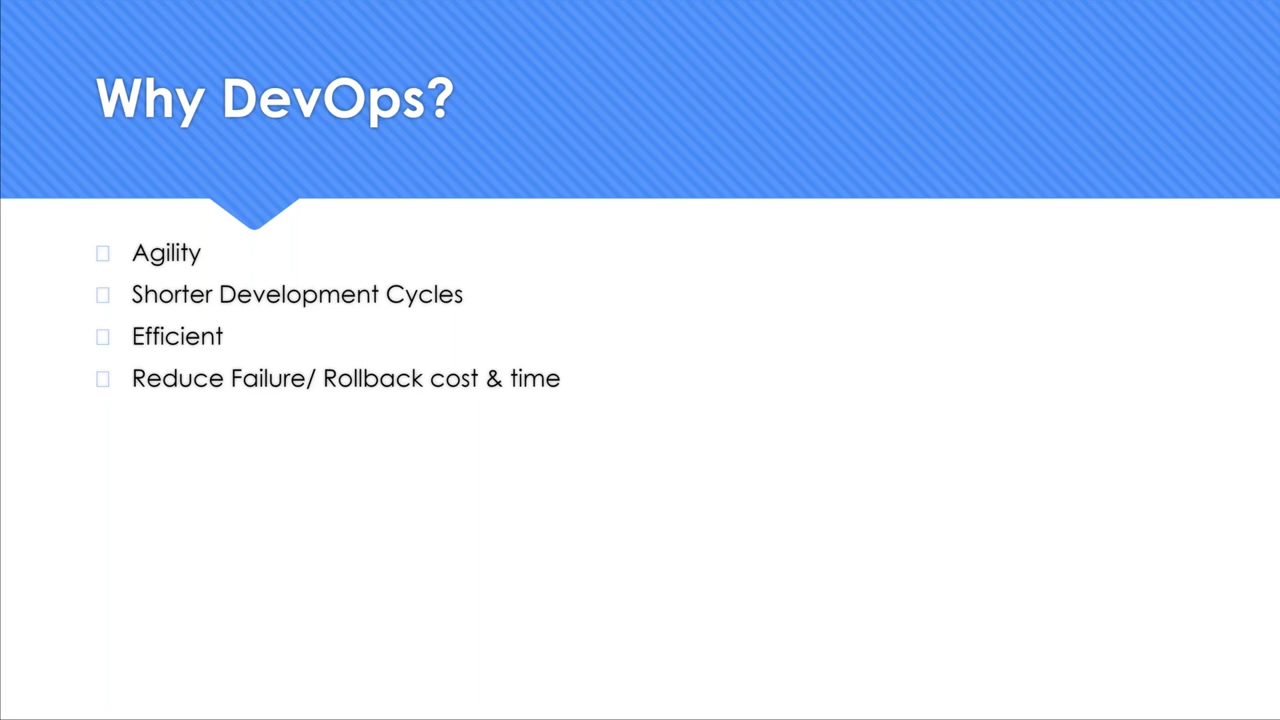 Why DevOps?
Agility
Shorter Development Cycles
Efficient
Reduce Failure/ Rollback cost & time